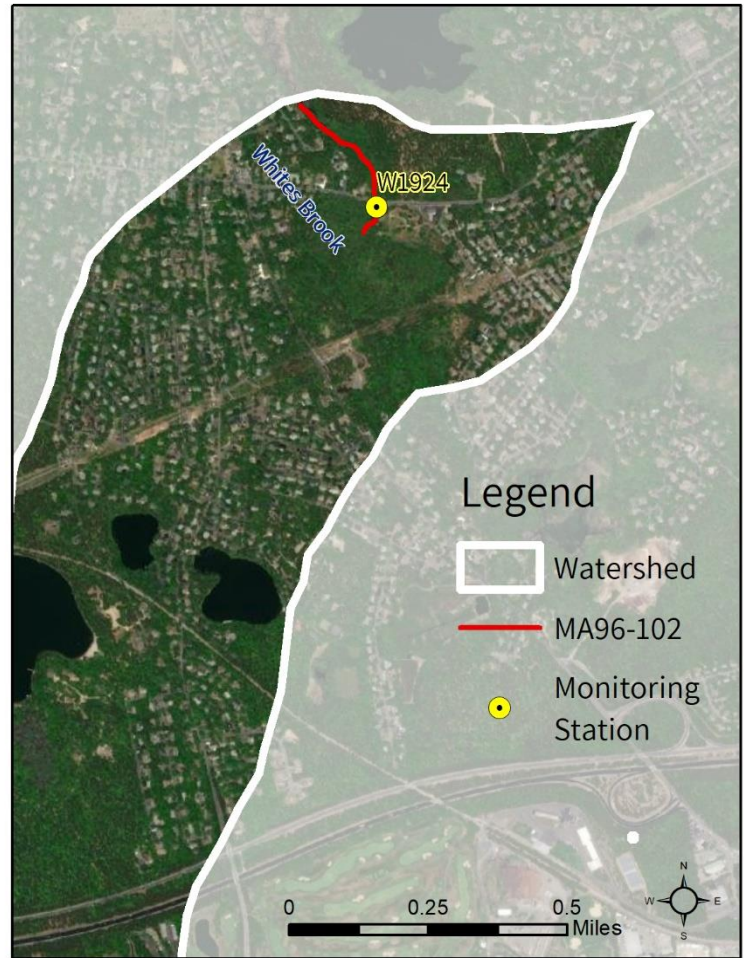 W1924
Whites Brook
Legend
Watershed
MA96-102
Monitoring
Station
N
W E
S
0 0.25 0.5
Miles